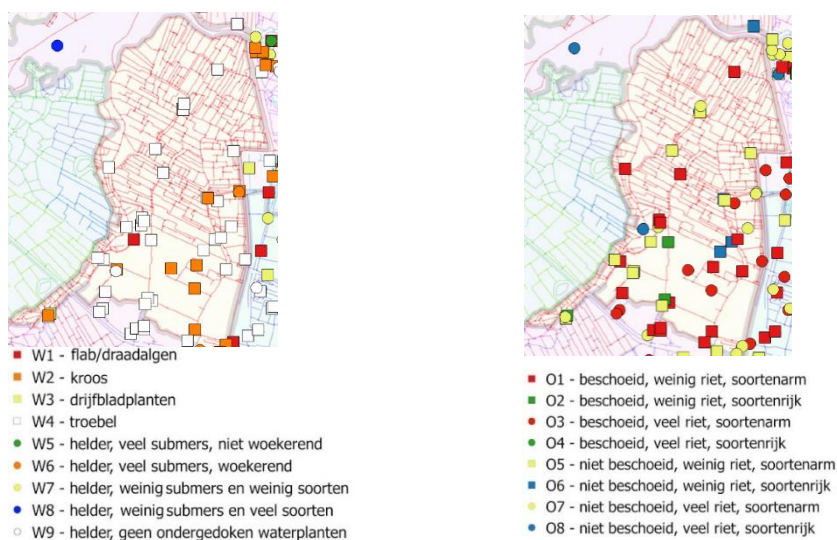 W1 - flab/draadalgen
W2 - kroos
W3 - drijfbladplanten
W4 - troebel
W5 - helder, veel submers, niet woekerend
W6 - helder, veel submers, woekerend
W7 - helder, weinig submers en weinig soorten
W8 - helder, weinig submers en veel soorten
W9 - helder, geen ondergedoken waterplanten
O1 - beschoeid, weinig riet, soortenarm
O2 - beschoeid, weinig riet, soortenrijk
O3 - beschoeid, veel riet, soortenarm
O4 - beschoeid, veel riet, soortenrijk
O5 - niet beschoeid, weinig riet, soortenarm
O6 - niet beschoeid, weinig riet, soortenrijk
O7 - niet beschoeid, veel riet, soortenarm
O8 - niet beschoeid, veel riet, soortenrijk